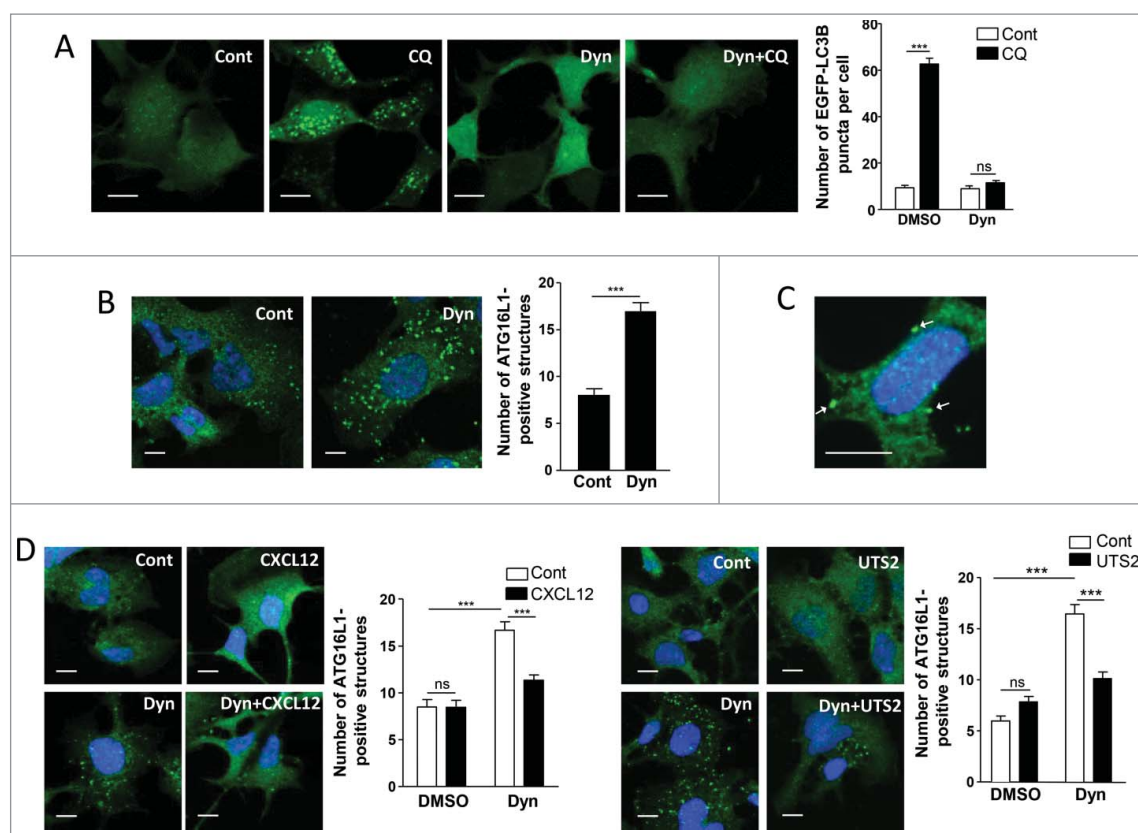 A
Cont
CQ
Dyn
Dyn+CQ
Number of EGFP-LC3B
puncta per cell
80
60
40
20
0
***
ns
Cont
CQ
DMSO
Dyn
B
Cont
Dyn
Number of ATG16L1-
positive structures
20
15
10
5
0
***
Cont
Dyn
C
D
Cont
CXCL12
Dyn
Dyn+CXCL12
Number of ATG16L1-
positive structures
20
15
10
5
0
Cont
CXCL12
***
***
ns
DMSO
Dyn
Cont
UTS2
Dyn
Dyn+UTS2
Number of ATG16L1-
positive structures
20
15
10
5
0
Cont
UTS2
***
***
ns
DMSO
Dyn